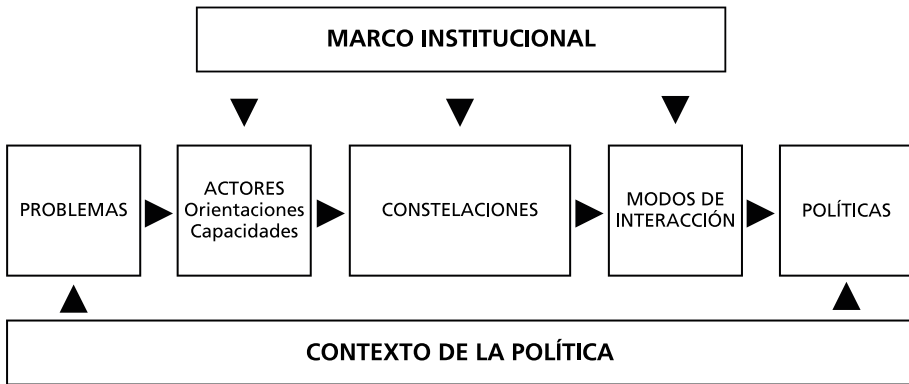 MARCO INSTITUCIONAL
PROBLEMAS
ACTORES
Orientaciones
Capacidades
CONSTELACIONES
MODOS DE
INTERACCIÓN
POLÍTICAS
CONTEXTO DE LA POLÍTICA